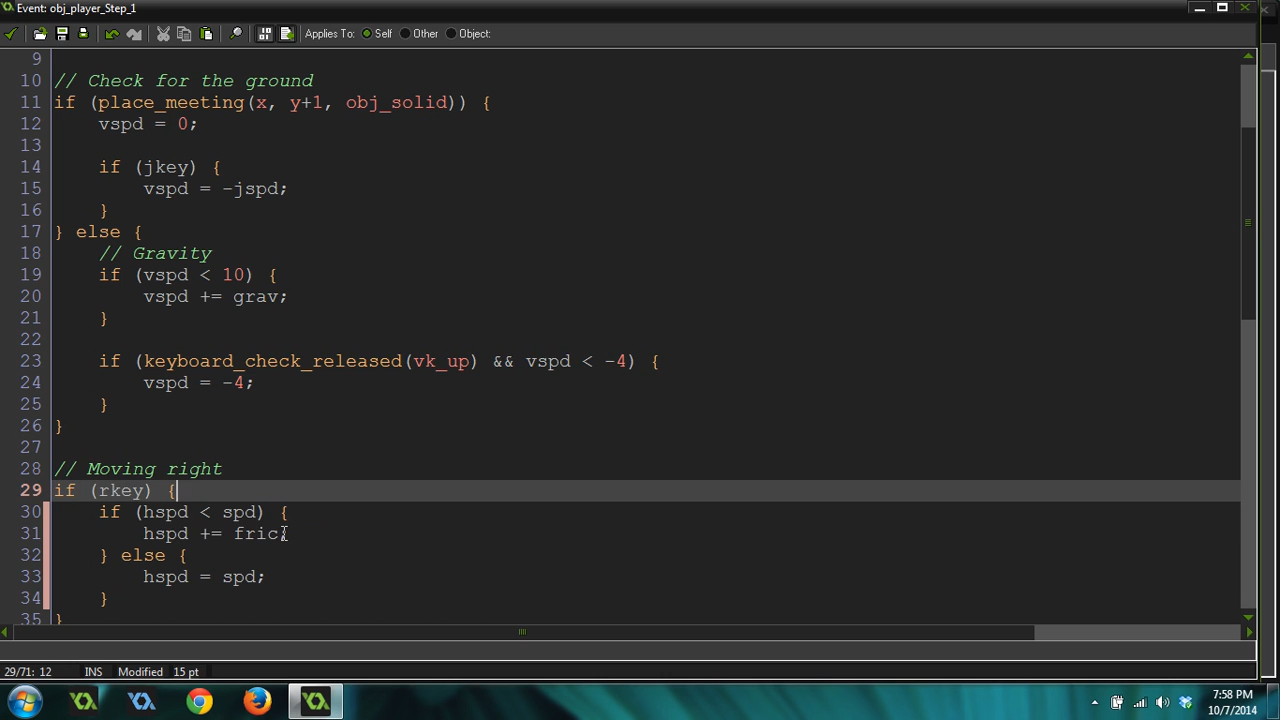 Event: obj_player_Step_1
Applies To: Self Other Object:
9
10 // Check for the ground
11 if (place_meeting(x, y+1, obj_solid)) {
12 vspd = 0;
13
14 if (jkey) {
15 vspd = -jspd;
16 }
17 } else {
18 // Gravity
19 if (vspd < 10) {
20 vspd += grav;
21 }
22
23 if (keyboard_check_released(vk_up) && vspd < -4) {
24 vspd = -4;
25 }
26 }
27
28 // Moving right
29 if (rkey) {
30 if (hspd < spd) {
31 hspd += fric;
32 } else {
33 hspd = spd;
34 }
35 }
29/71: 12 INS Modified 15 pt
7:58 PM
10/7/2014